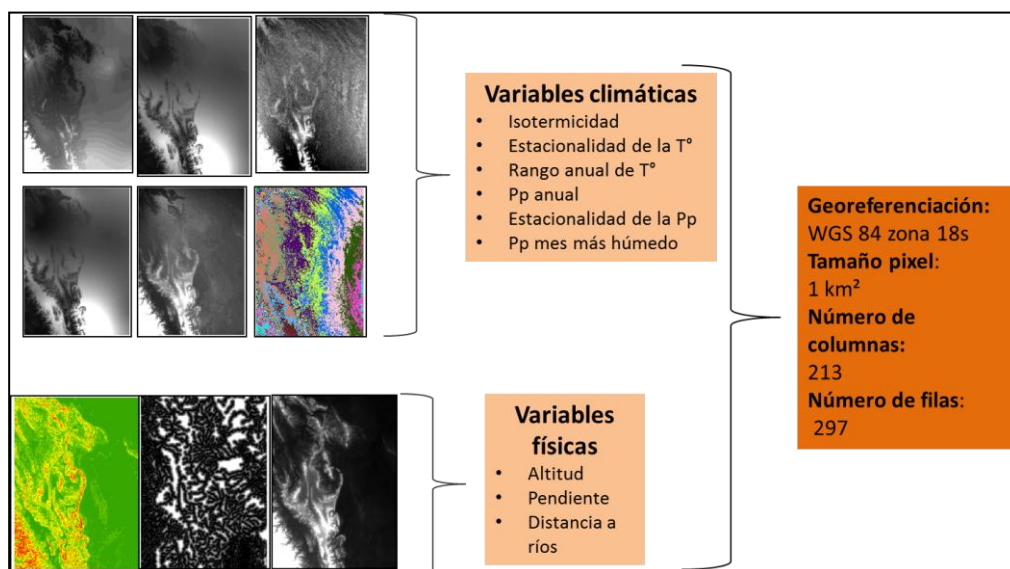 Variables climáticas
• Isotermicidad
• Estacionalidad de la T°
• Rango anual de T°
• Pp anual
• Estacionalidad de la Pp
• Pp mes más húmedo
Georeferenciación:
WGS 84 zona 18s
Tamaño pixel:
1 km²
Número de
columnas:
213
Número de filas:
297
Variables
físicas
• Altitud
• Pendiente
• Distancia a
ríos